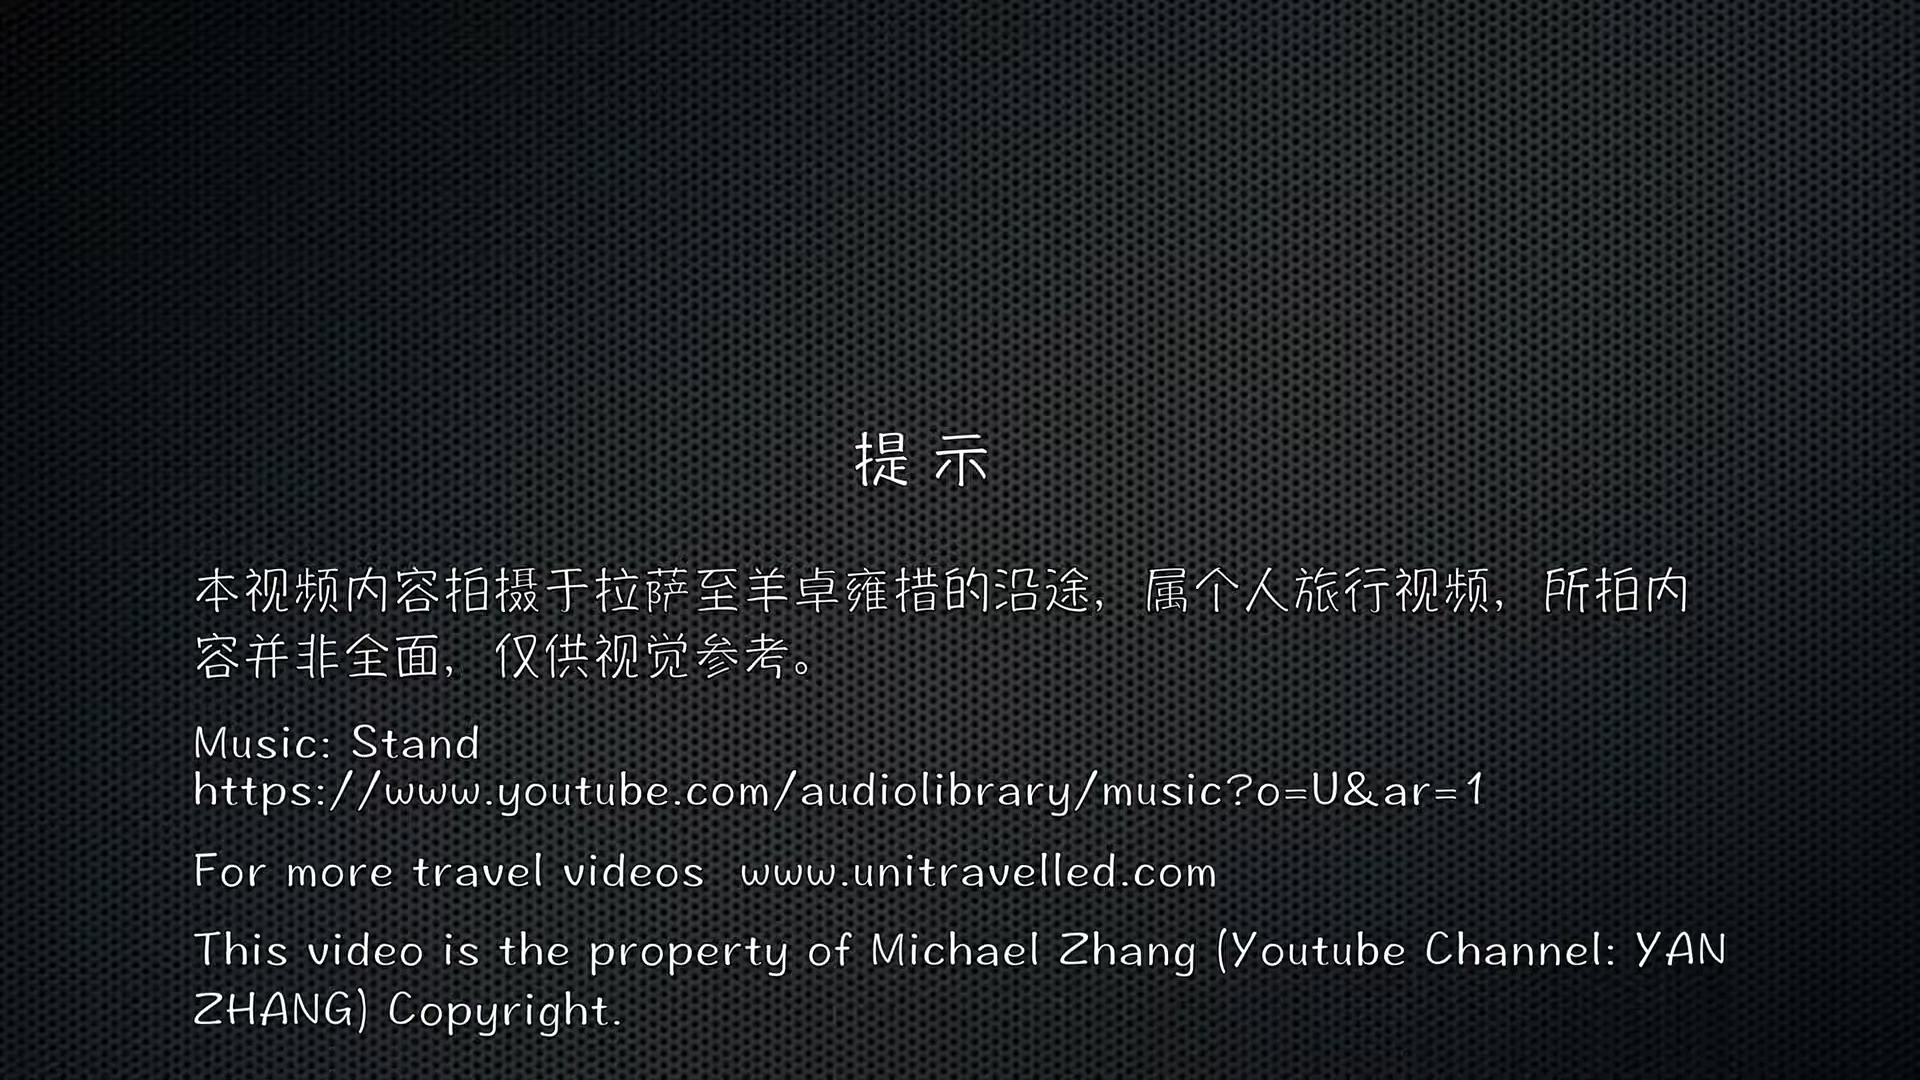 提示
本视频内容拍摄于拉萨至羊卓雍措的沿途，属个人旅行视频，所拍内
容并非全面，仅供视觉参考。
Music: Stand
https://www.youtube.com/audiolibrary/music?o=U&ar=1
For more travel videos  www.unitravelled.com
This video is the property of Michael Zhang (Youtube Channel: YAN
ZHANG) Copyright.